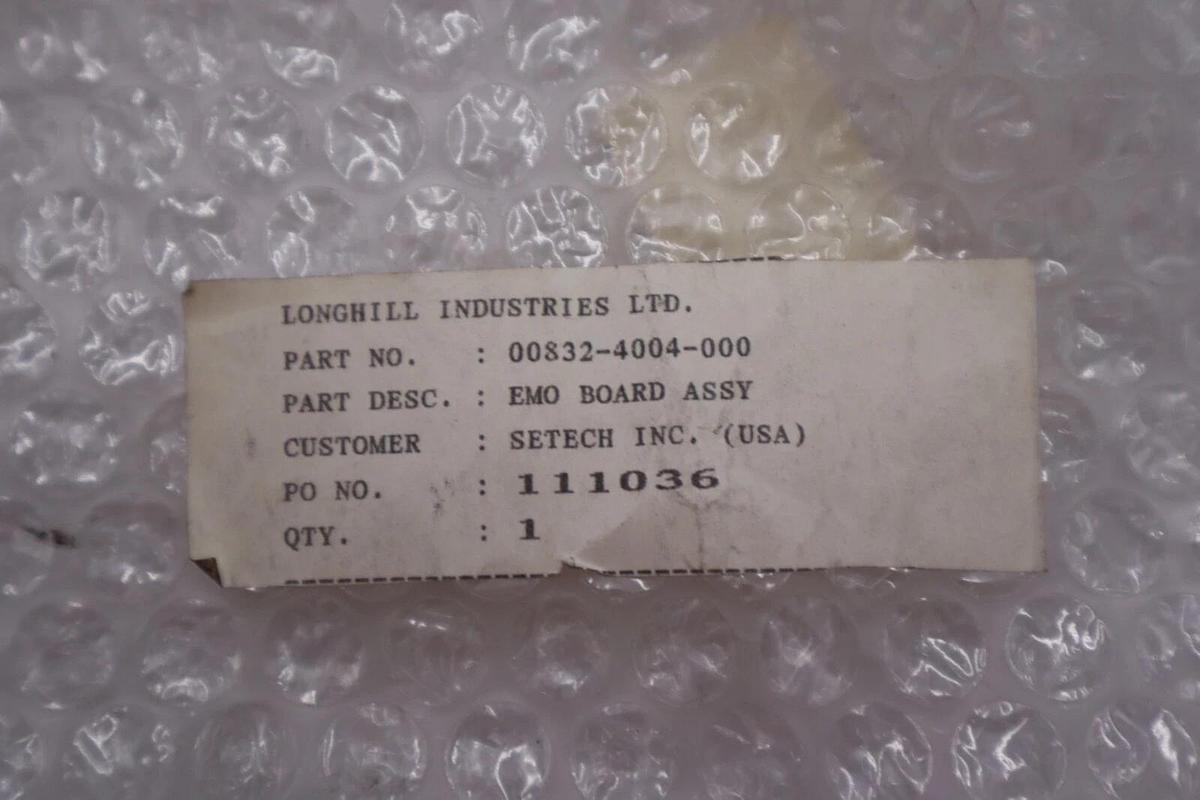 LONGHILL INDUSTRIES LTD.
PART NO. : 00832-4004-000
PART DESC. : EMO BOARD ASSY
CUSTOMER : SETECH INC. (USA)
PO NO. : 111036
QTY. : 1